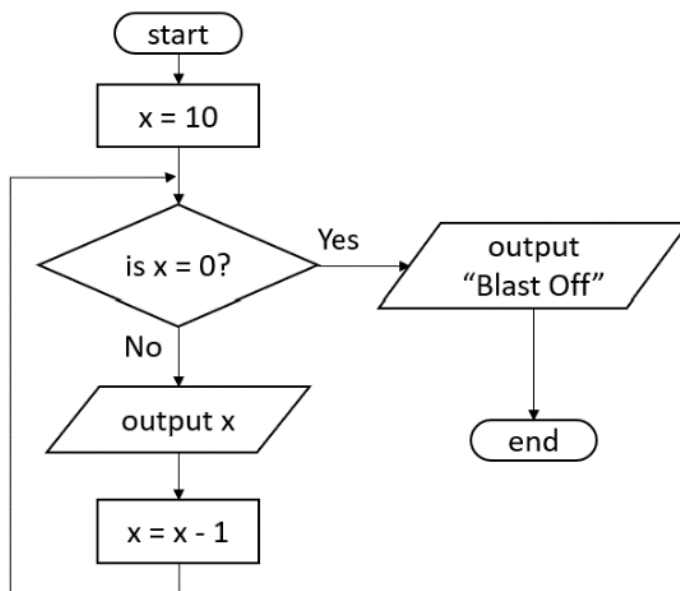 start
x = 10
is x = 0?
Yes
output
“Blast Off”
No
output x
end
x = x - 1